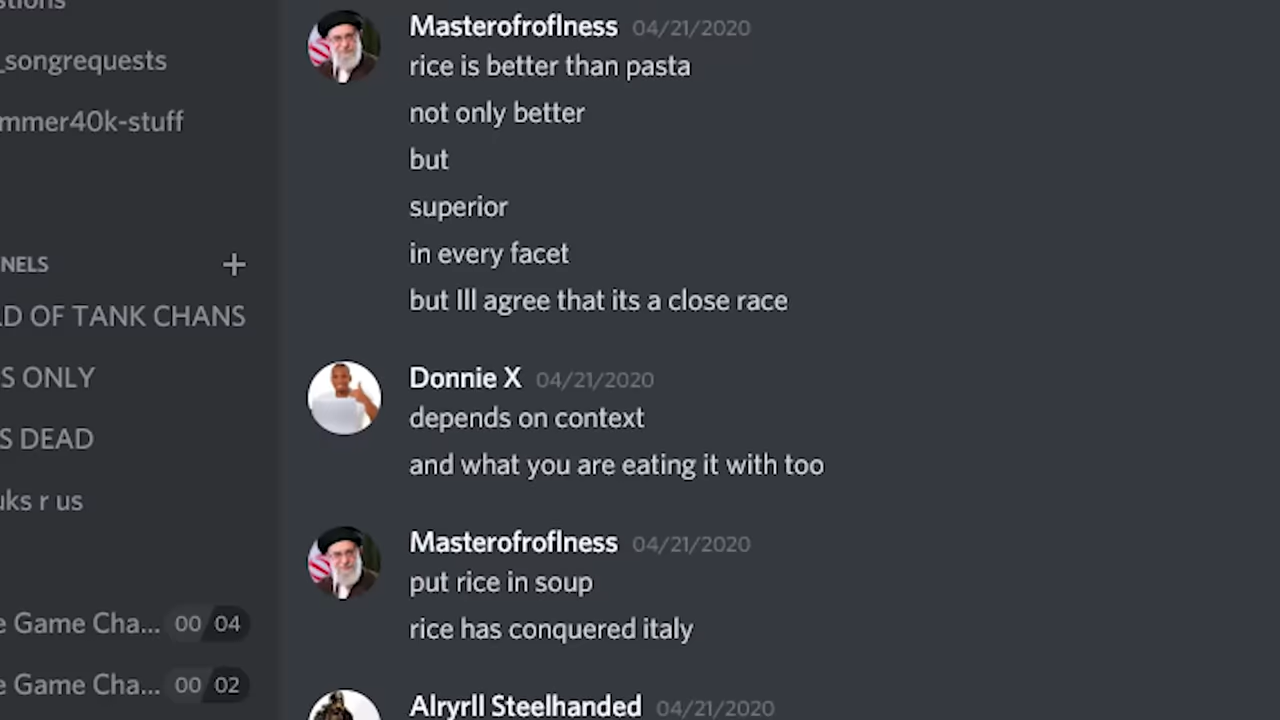 stions
_songrequests
mmer40k-stuff
NELS +
LD OF TANK CHANS
S ONLY
S DEAD
uks r us
e Game Cha... 00 04
e Game Cha... 00 02
Masterofroflness 04/21/2020
rice is better than pasta
not only better
but
superior
in every facet
but Ill agree that its a close race
Donnie X 04/21/2020
depends on context
and what you are eating it with too
Masterofroflness 04/21/2020
put rice in soup
rice has conquered italy
Alryrll Steelhanded 04/21/2020